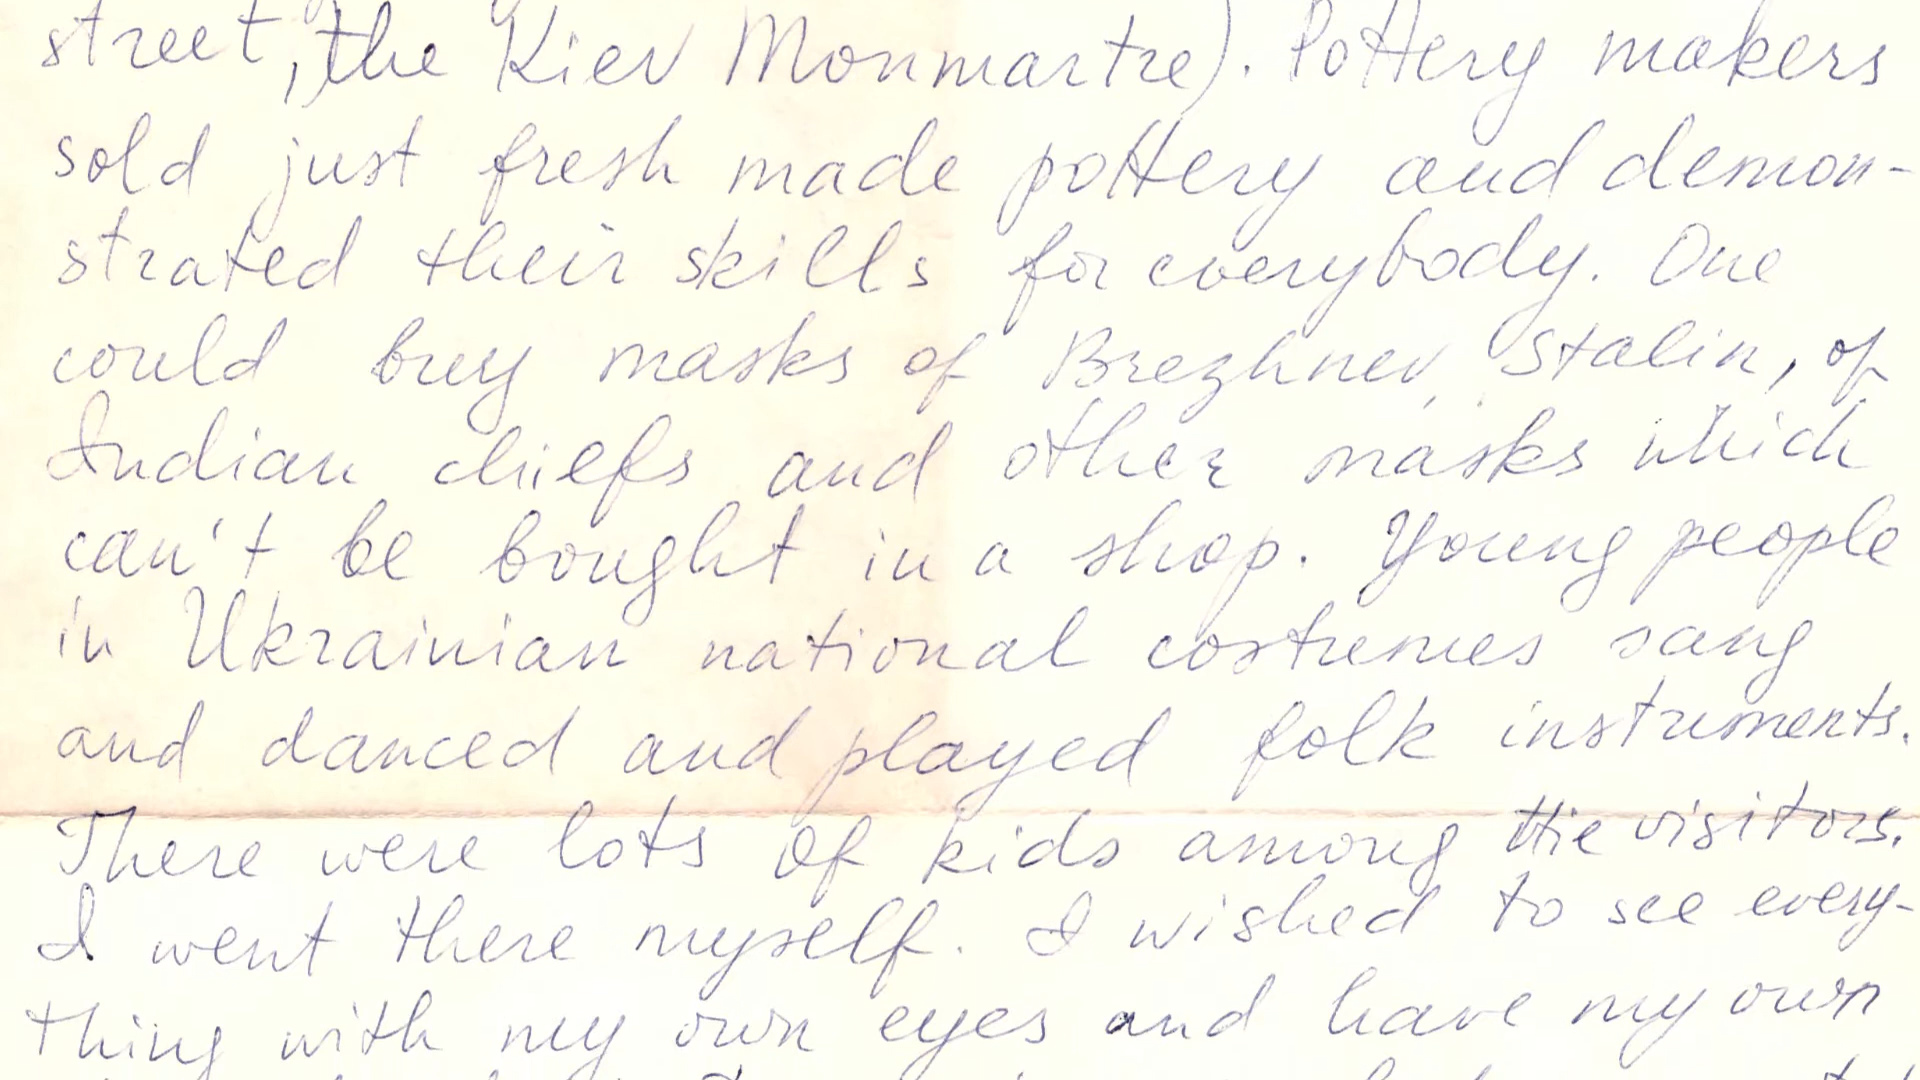 street, the Kiev Monmartre). Pottery makers
sold just fresh made pottery and demon-
strated their skills for everybody. One
could buy masks of Brezhnev, Stalin, of
Indian chiefs and other masks which
can't be bought in a shop. Young people
in Ukrainian national costumes sang
and danced and played folk instruments.
There were lots of kids among the visitors.
I went there myself. I wished to see every-
thing with my own eyes and have my own